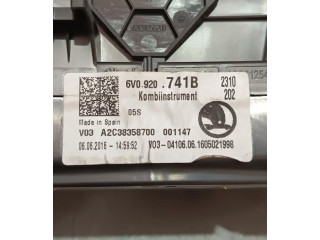 6V0.920 .741B 2310
Kombiinstrument 202
05S
Made in Spain
V03 A2C38358700 001147
06.06.2016 - 14:59:52 V03-04106.06.1605021998